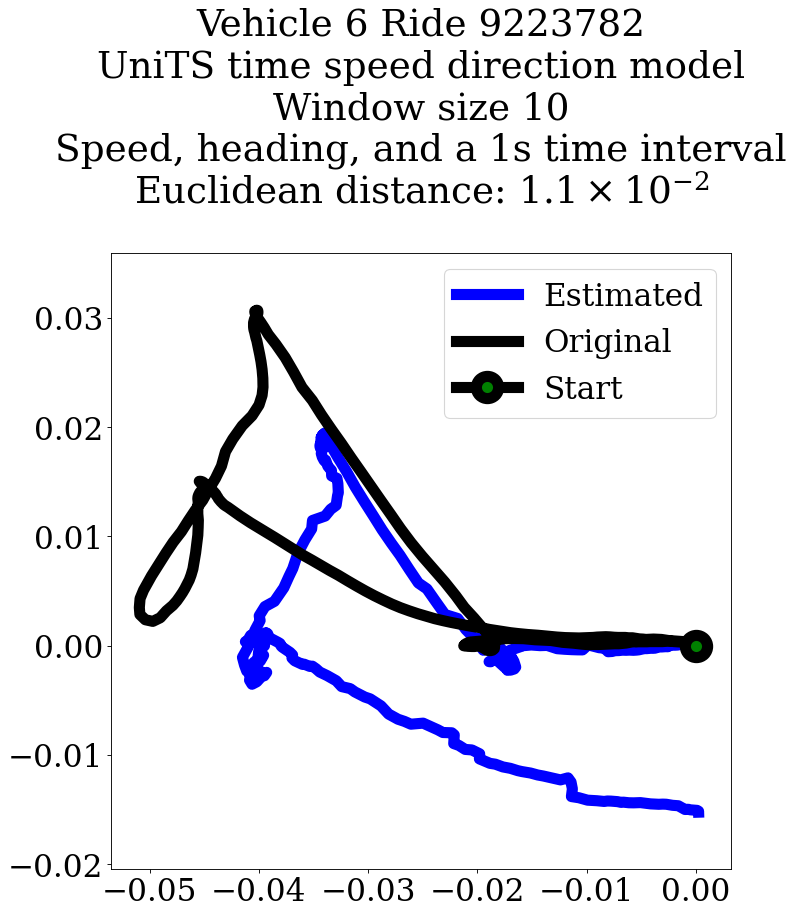 Vehicle 6 Ride 9223782
UniTS time speed direction model
Window size 10
Speed, heading, and a 1s time interval
Euclidean distance: 1.1 × 10⁻²
Estimated
Original
Start
0.03
0.02
0.01
0.00
−0.01
−0.02
−0.05 −0.04 −0.03 −0.02 −0.01 0.00